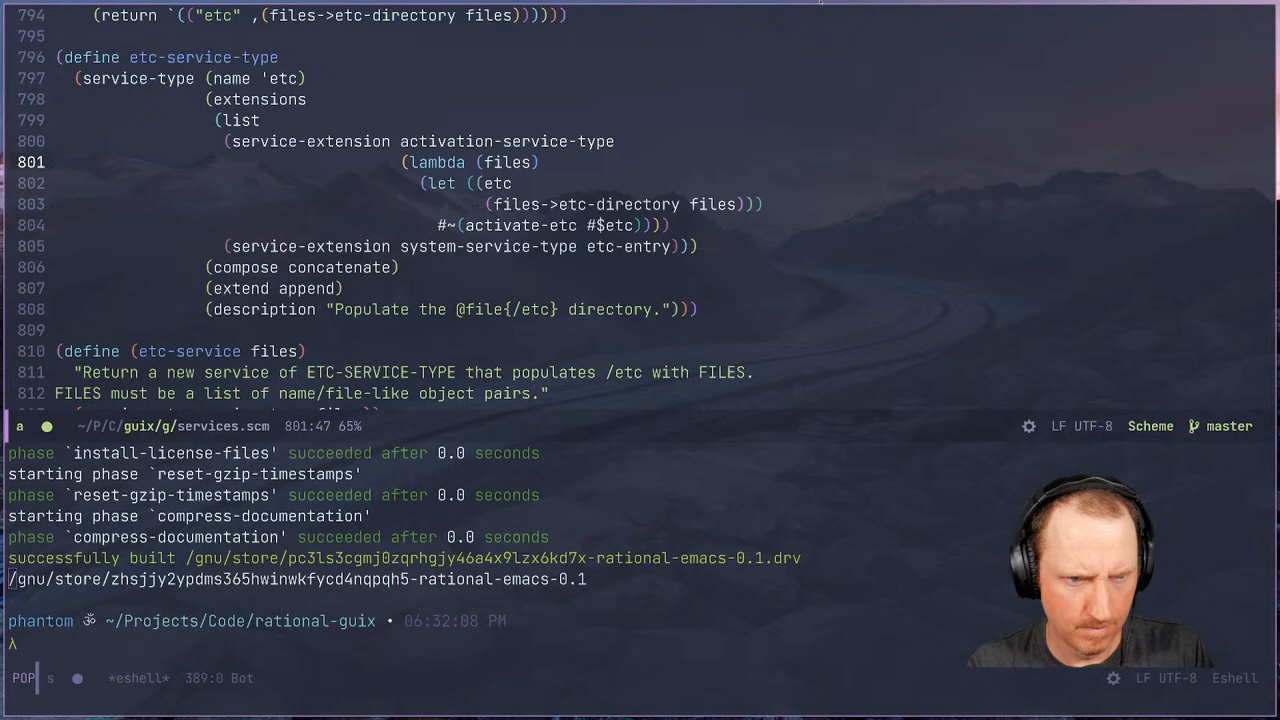 794     (return `(("etc" ,(files->etc-directory files))))))
795
796 (define etc-service-type
797   (service-type (name 'etc)
798                 (extensions
799                  (list
800                   (service-extension activation-service-type
801                                      (lambda (files)
802                                        (let ((etc
803                                               (files->etc-directory files)))
804                                          #~(activate-etc #$etc))))
805                   (service-extension system-service-type etc-entry)))
806                 (compose concatenate)
807                 (extend append)
808                 (description "Populate the @file{/etc} directory.")))
809
810 (define (etc-service files)
811   "Return a new service of ETC-SERVICE-TYPE that populates /etc with FILES.
812 FILES must be a list of name/file-like object pairs."
a ~/P/C/guix/g/services.scm 801:47 65% LF UTF-8 Scheme master
phase `install-license-files' succeeded after 0.0 seconds
starting phase `reset-gzip-timestamps'
phase `reset-gzip-timestamps' succeeded after 0.0 seconds
starting phase `compress-documentation'
phase `compress-documentation' succeeded after 0.0 seconds
successfully built /gnu/store/pc3ls3cgmj0zqrhgjy46a4x9lzx6kd7x-rational-emacs-0.1.drv
/gnu/store/zhsjjy2ypdms365hwinwkfycd4nqpqh5-rational-emacs-0.1
phantom ॐ ~/Projects/Code/rational-guix • 06:32:08 PM
λ
POP s *eshell* 389:0 Bot LF UTF-8 Eshell